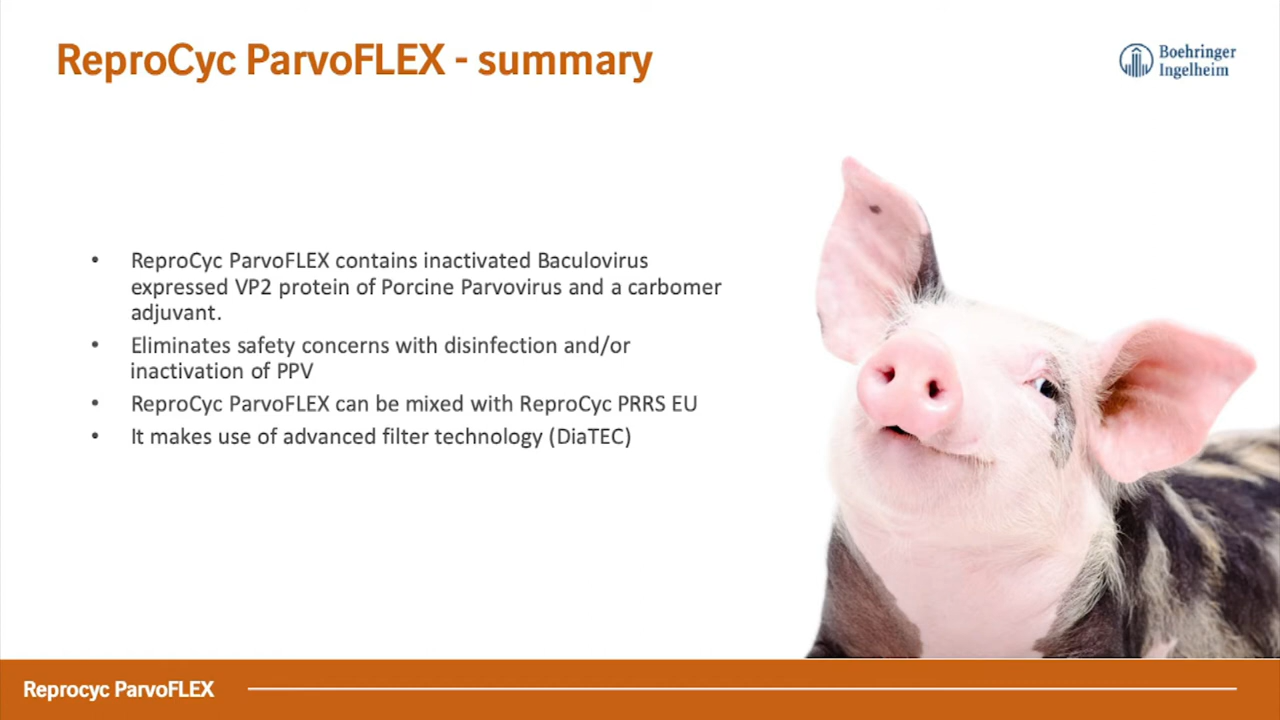 ReproCyc ParvoFLEX - summary
Boehringer
Ingelheim
• ReproCyc ParvoFLEX contains inactivated Baculovirus
expressed VP2 protein of Porcine Parvovirus and a carbomer
adjuvant.
• Eliminates safety concerns with disinfection and/or
inactivation of PPV
• ReproCyc ParvoFLEX can be mixed with ReproCyc PRRS EU
• It makes use of advanced filter technology (DiaTEC)
Reprocyc ParvoFLEX